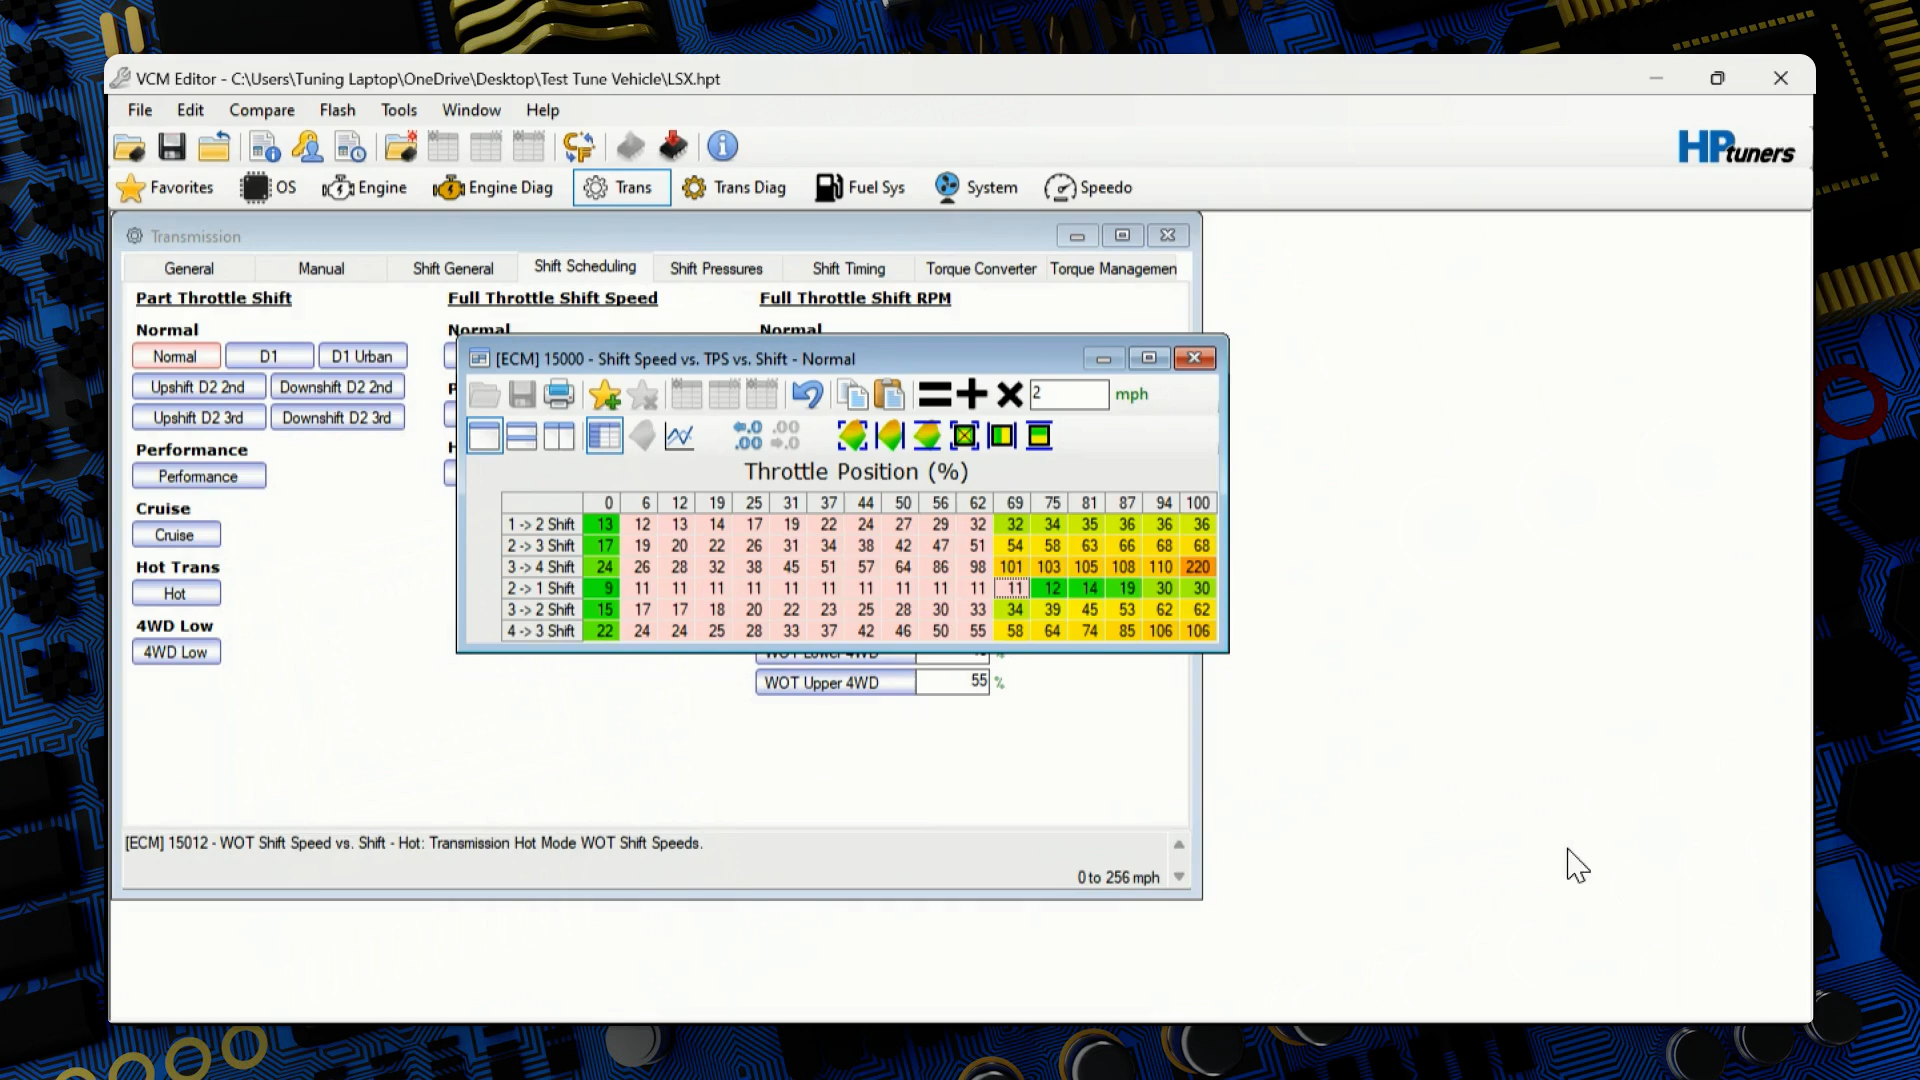 VCM Editor - C:\Users\Tuning Laptop\OneDrive\Desktop\Test Tune Vehicle\LSX.hpt
File Edit Compare Flash Tools Window Help
HPtuners
Favorites OS Engine Engine Diag Trans Trans Diag Fuel Sys System Speedo
Transmission
General Manual Shift General Shift Scheduling Shift Pressures Shift Timing Torque Converter Torque Managemen
Part Throttle Shift Full Throttle Shift Speed Full Throttle Shift RPM
Normal Normal Normal
Normal D1 D1 Urban
Upshift D2 2nd Downshift D2 2nd
Upshift D2 3rd Downshift D2 3rd
Performance
Performance
Cruise
Cruise
Hot Trans
Hot
4WD Low
4WD Low
[ECM] 15000 - Shift Speed vs. TPS vs. Shift - Normal
2 mph
Throttle Position (%)
0 6 12 19 25 31 37 44 50 56 62 69 75 81 87 94 100
1 -> 2 Shift 13 12 13 14 17 19 22 24 27 29 32 32 34 35 36 36 36
2 -> 3 Shift 17 19 20 22 26 31 34 38 42 47 51 54 58 63 66 68 68
3 -> 4 Shift 24 26 28 32 38 45 51 57 64 86 98 101 103 105 108 110 220
2 -> 1 Shift 9 11 11 11 11 11 11 11 11 11 11 11 12 14 19 30 30
3 -> 2 Shift 15 17 17 18 20 22 23 25 28 30 33 34 39 45 53 62 62
4 -> 3 Shift 22 24 24 25 28 33 37 42 46 50 55 58 64 74 85 106 106
WOT Lower 4WD %
WOT Upper 4WD 55 %
[ECM] 15012 - WOT Shift Speed vs. Shift - Hot: Transmission Hot Mode WOT Shift Speeds.
0 to 256 mph